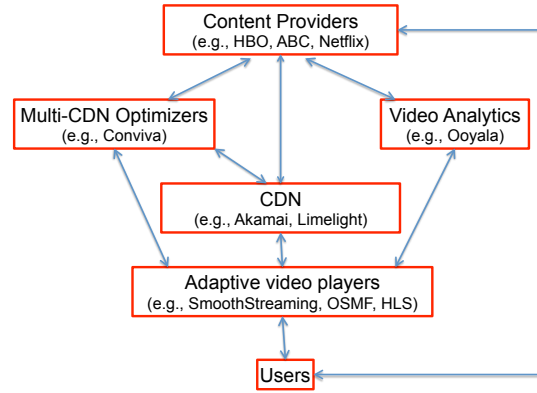 Content Providers
(e.g., HBO, ABC, Netflix)
Multi-CDN Optimizers
(e.g., Conviva)
Video Analytics
(e.g., Ooyala)
CDN
(e.g., Akamai, Limelight)
Adaptive video players
(e.g., SmoothStreaming, OSMF, HLS)
Users